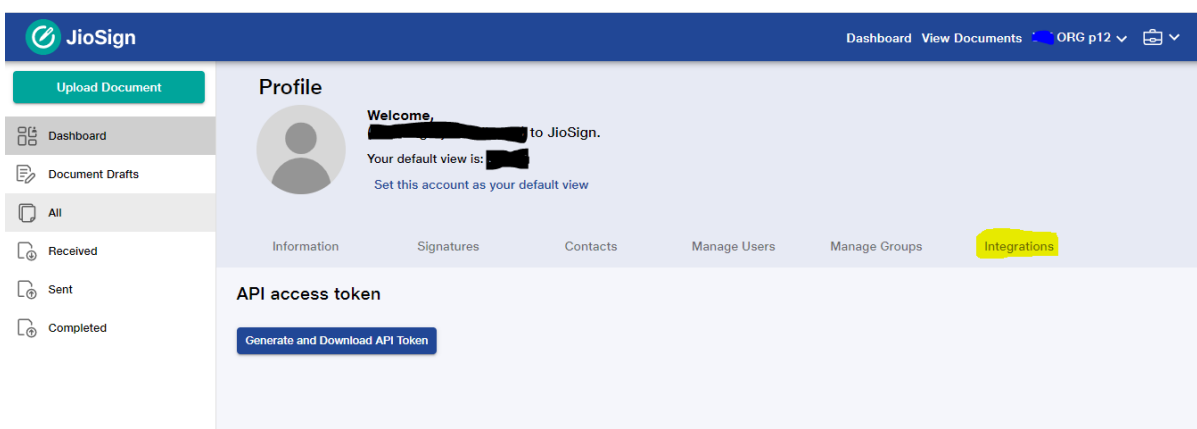 JioSign
Dashboard View Documents ORG p12
Upload Document
Dashboard
Document Drafts
All
Received
Sent
Completed
Profile
Welcome,
to JioSign.
Your default view is:
Set this account as your default view
Information Signatures Contacts Manage Users Manage Groups Integrations
API access token
Generate and Download API Token